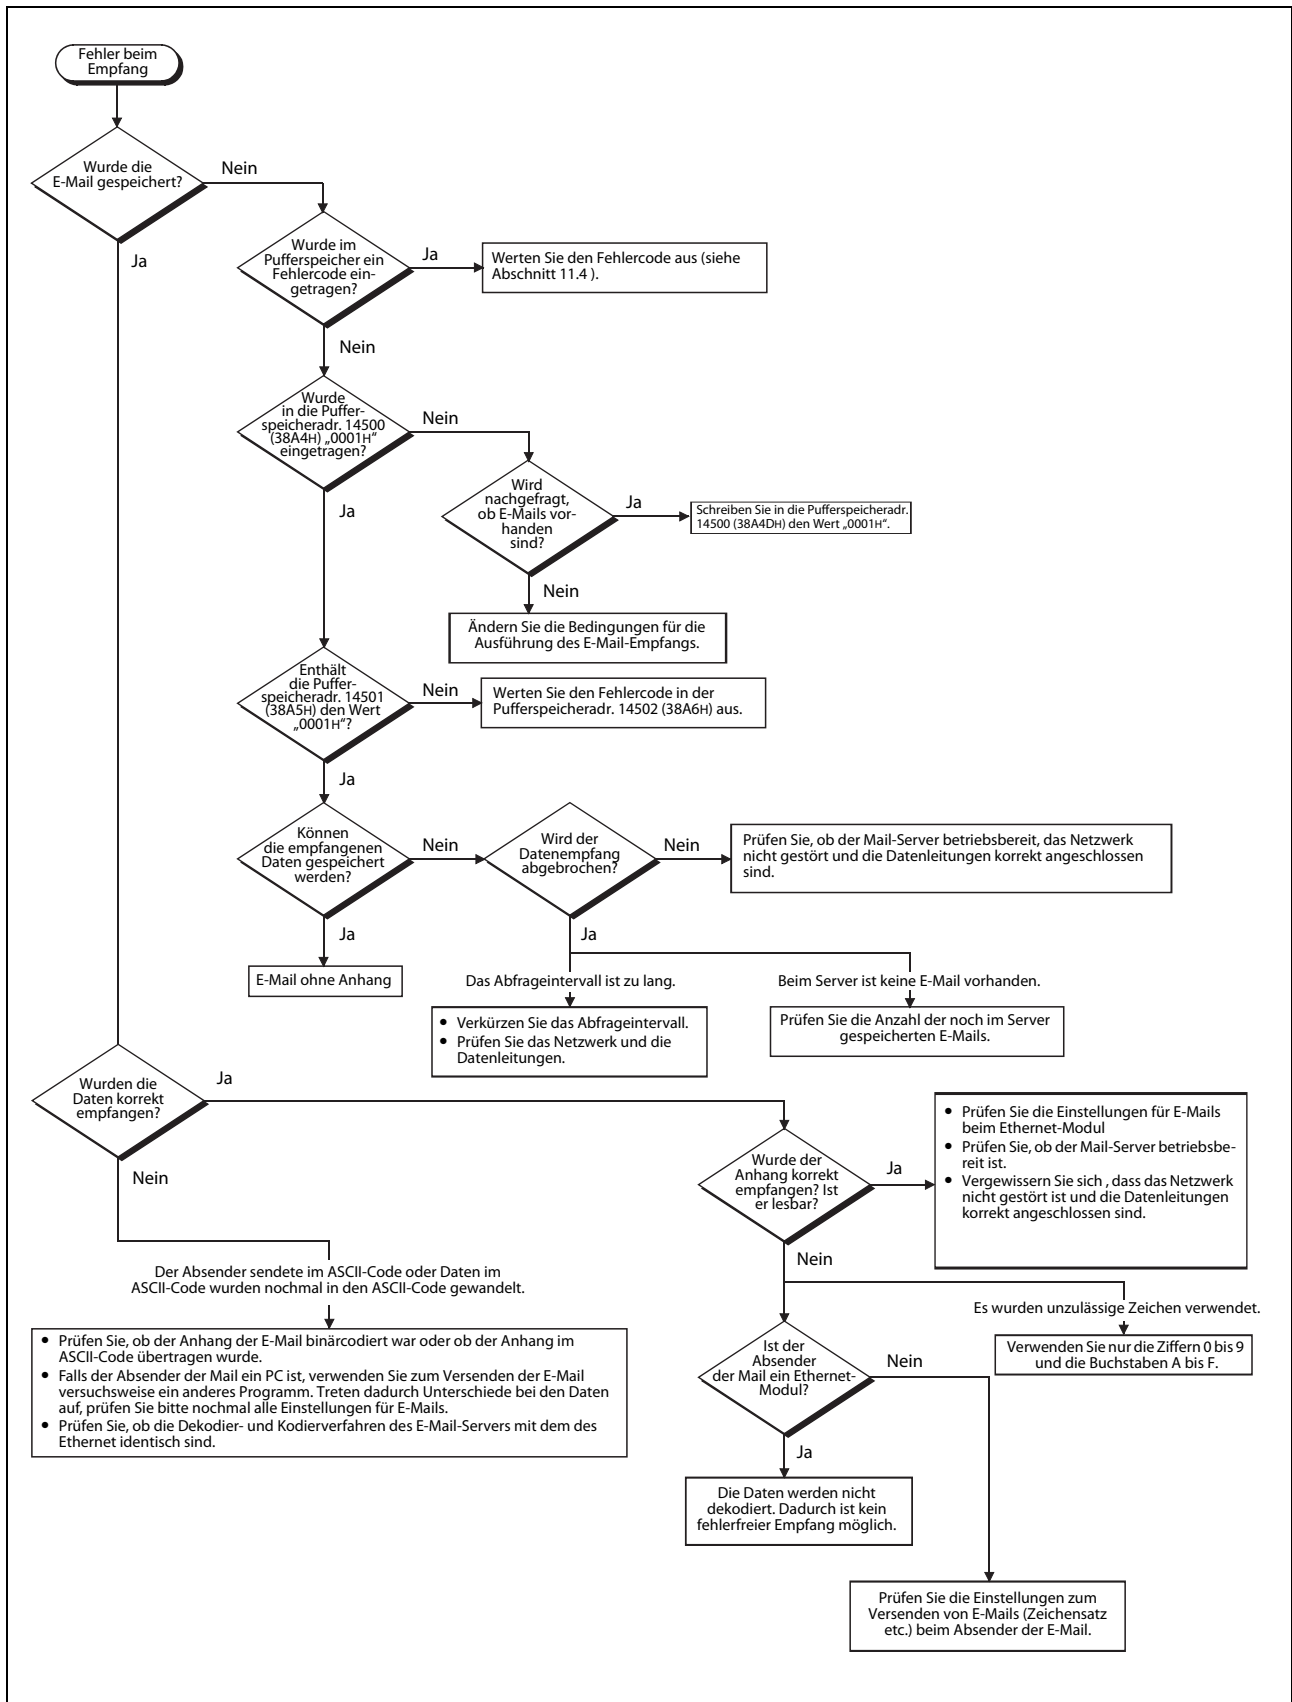 Fehler beim
Empfang
Wurde die
E-Mail gespeichert?
Nein
Ja
Wurde im
Pufferspeicher ein
Fehlercode ein-
getragen?
Ja
Werten Sie den Fehlercode aus (siehe
Abschnitt 11.4 ).
Nein
Wurde
in die Puffer-
speicheradr. 14500
(38A4H) „0001H“
eingetragen?
Nein
Ja
Wird
nachgefragt,
ob E-Mails vor-
handen
sind?
Ja
Schreiben Sie in die Pufferspeicheradr.
14500 (38A4DH) den Wert „0001H“.
Nein
Ändern Sie die Bedingungen für die
Ausführung des E-Mail-Empfangs.
Enthält
die Puffer-
speicheradr. 14501
(38A5H) den Wert
„0001H“?
Nein
Werten Sie den Fehlercode in der
Pufferspeicheradr. 14502 (38A6H) aus.
Ja
Können
die empfangenen
Daten gespeichert
werden?
Nein
Wird der
Datenempfang
abgebrochen?
Nein
Prüfen Sie, ob der Mail-Server betriebsbereit, das Netzwerk
nicht gestört und die Datenleitungen korrekt angeschlossen
sind.
Ja
Ja
E-Mail ohne Anhang
Das Abfrageintervall ist zu lang.
Beim Server ist keine E-Mail vorhanden.
• Verkürzen Sie das Abfrageintervall.
• Prüfen Sie das Netzwerk und die
Datenleitungen.
Prüfen Sie die Anzahl der noch im Server
gespeicherten E-Mails.
Wurden die
Daten korrekt
empfangen?
Ja
Nein
Wurde der
Anhang korrekt
empfangen? Ist
er lesbar?
Ja
• Prüfen Sie die Einstellungen für E-Mails
beim Ethernet-Modul
• Prüfen Sie, ob der Mail-Server betriebsbe-
reit ist.
• Vergewissern Sie sich , dass das Netzwerk
nicht gestört ist und die Datenleitungen
korrekt angeschlossen sind.
Nein
Der Absender sendete im ASCII-Code oder Daten im
ASCII-Code wurden nochmal in den ASCII-Code gewandelt.
• Prüfen Sie, ob der Anhang der E-Mail binärcodiert war oder ob der Anhang im
ASCII-Code übertragen wurde.
• Falls der Absender der Mail ein PC ist, verwenden Sie zum Versenden der E-Mail
versuchsweise ein anderes Programm. Treten dadurch Unterschiede bei den Daten
auf, prüfen Sie bitte nochmal alle Einstellungen für E-Mails.
• Prüfen Sie, ob die Dekodier- und Kodierverfahren des E-Mail-Servers mit dem des
Ethernet identisch sind.
Es wurden unzulässige Zeichen verwendet.
Verwenden Sie nur die Ziffern 0 bis 9
und die Buchstaben A bis F.
Ist der
Absender
der Mail ein Ethernet-
Modul?
Nein
Ja
Die Daten werden nicht
dekodiert. Dadurch ist kein
fehlerfreier Empfang möglich.
Prüfen Sie die Einstellungen zum
Versenden von E-Mails (Zeichensatz
etc.) beim Absender der E-Mail.